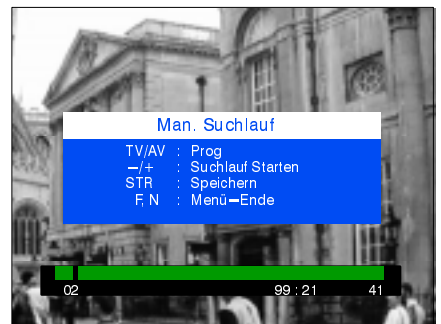 Man. Suchlauf
TV/AV : Prog
–/+ : Suchlauf Starten
STR : Speichern
F, N : Menü–Ende
02 99 : 21 41